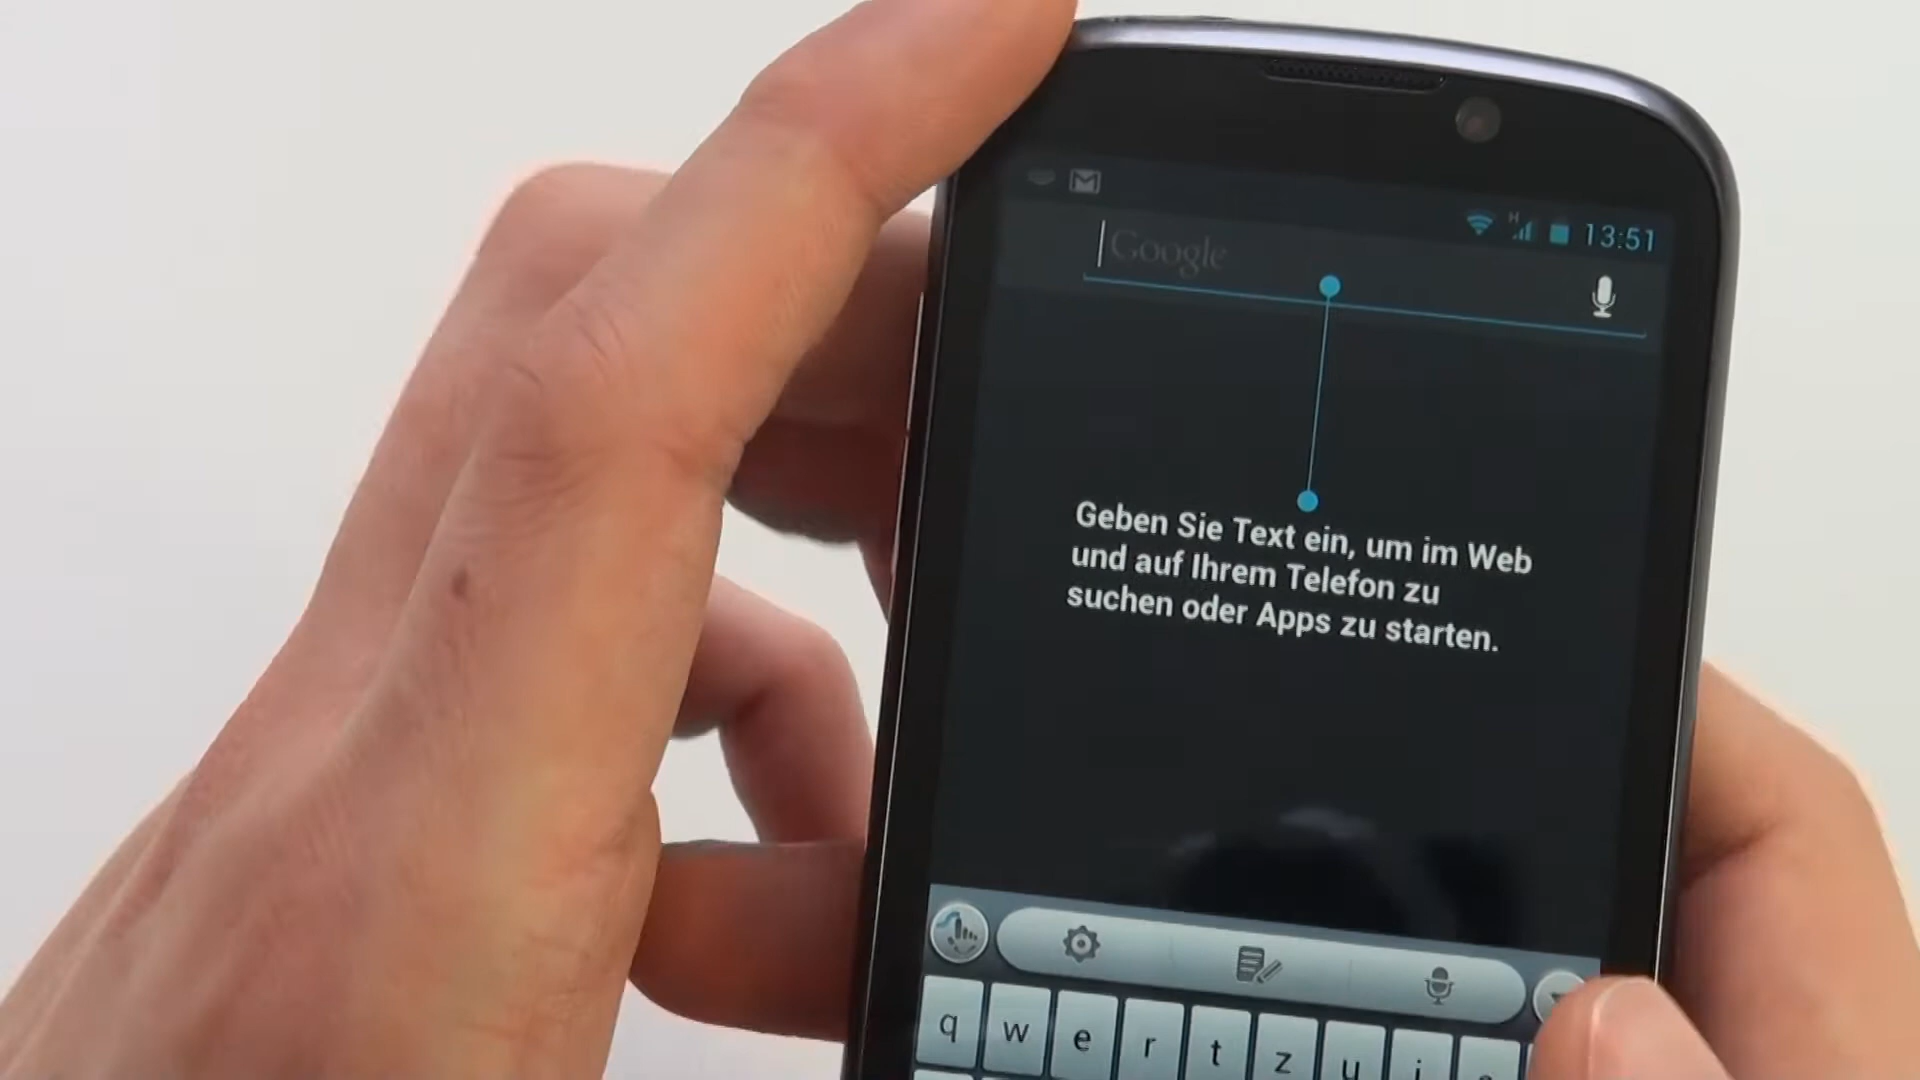 H 13:51
Google
Geben Sie Text ein, um im Web
und auf Ihrem Telefon zu
suchen oder Apps zu starten.
q w e r t z u i